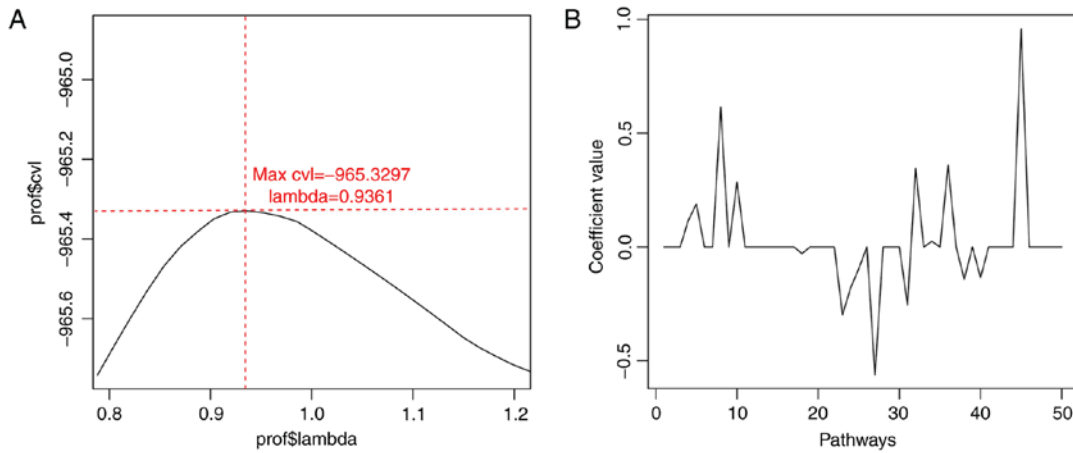 A
prof$cvl
−965.0
−965.2
−965.4
−965.6
Max cvl=−965.3297
lambda=0.9361
0.8
0.9
1.0
1.1
1.2
prof$lambda
B
Coefficient value
1.0
0.5
0.0
−0.5
0
10
20
30
40
50
Pathways